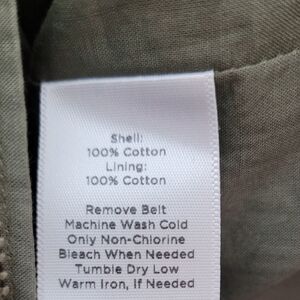 Shell:
100% Cotton
Lining:
100% Cotton
Remove Belt
Machine Wash Cold
Only Non-Chlorine
Bleach When Needed
Tumble Dry Low
Warm Iron, if Needed